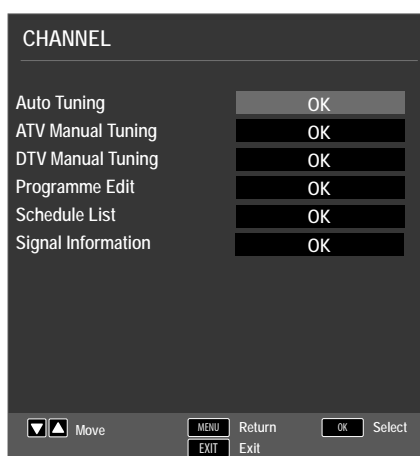 CHANNEL
Auto Tuning OK
ATV Manual Tuning OK
DTV Manual Tuning OK
Programme Edit OK
Schedule List OK
Signal Information OK
Move MENU Return OK Select
EXIT Exit